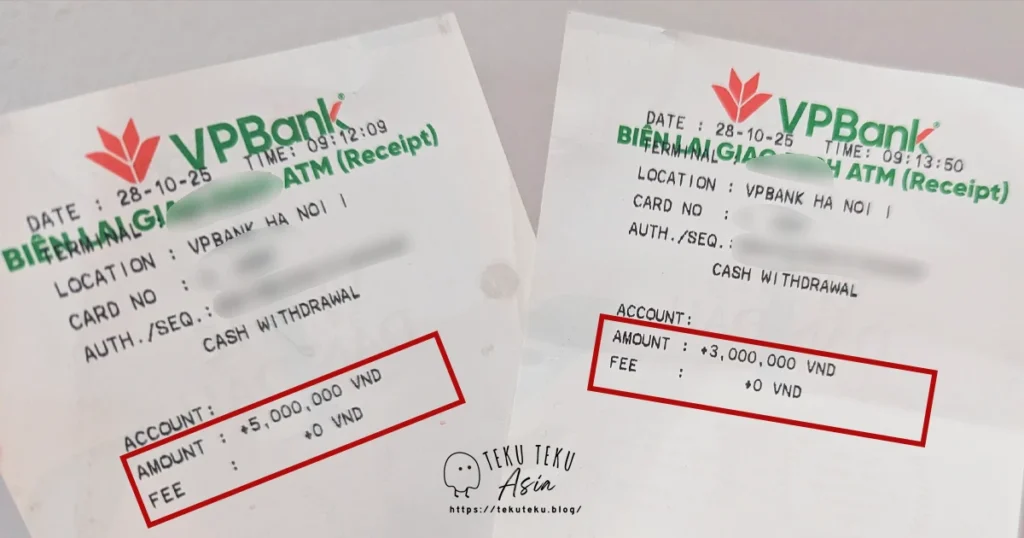 VPBank
DATE : 28-10-25 TIME: 09:12:09
BIÊN LAI GIA ATM (Receipt)
TERMINAL :
LOCATION : VPBANK HA NOI I
CARD NO :
AUTH./SEQ.:
CASH WITHDRAWAL
ACCOUNT:
AMOUNT : +5,000,000 VND
FEE : +0 VND
VPBank
DATE : 28-10-25 TIME: 09:13:50
BIÊN LAI GIAO H ATM (Receipt)
TERMINAL :
LOCATION : VPBANK HA NOI I
CARD NO :
AUTH./SEQ.:
CASH WITHDRAWAL
ACCOUNT:
AMOUNT : +3,000,000 VND
FEE : +0 VND
TEKU TEKU
Asia
https://tekuteku.blog/